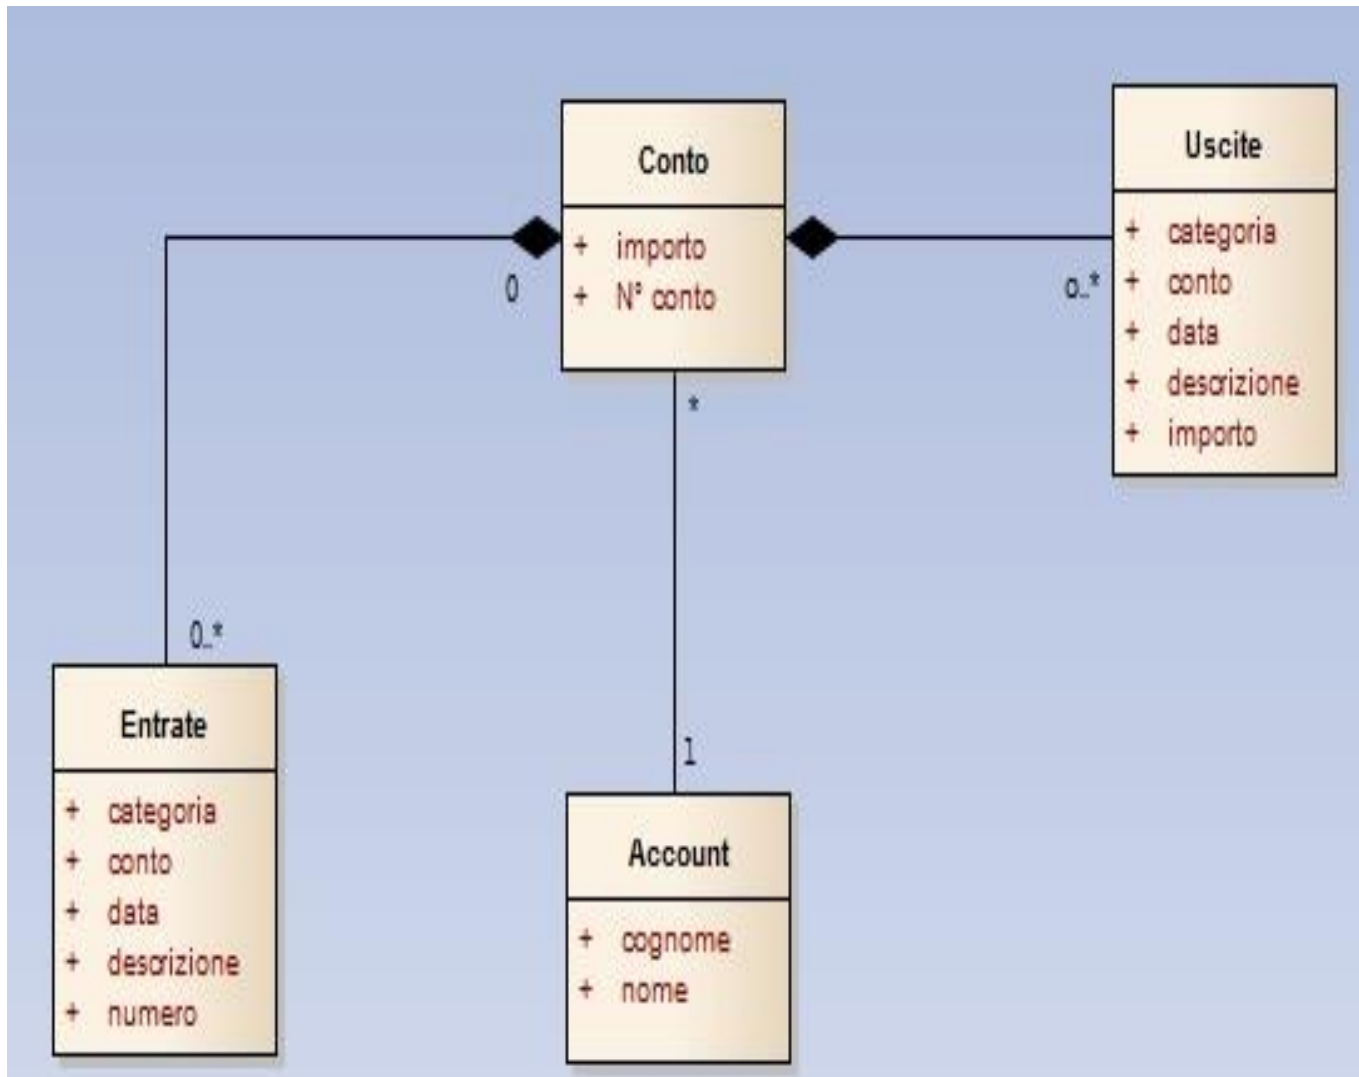 Conto
+ importo
+ N° conto
Uscite
+ categoria
+ conto
+ data
+ descrizione
+ importo
0
o..*
*
0..*
1
Entrate
+ categoria
+ conto
+ data
+ descrizione
+ numero
Account
+ cognome
+ nome